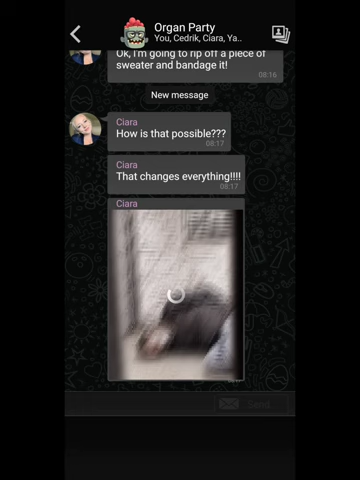 Organ Party
You, Cedrik, Ciara, Ya..
Ok, I'm going to rip off a piece of
sweater and bandage it!
08:16
New message
Ciara
How is that possible???
08:17
Ciara
That changes everything!!!!
08:17
Ciara
Send